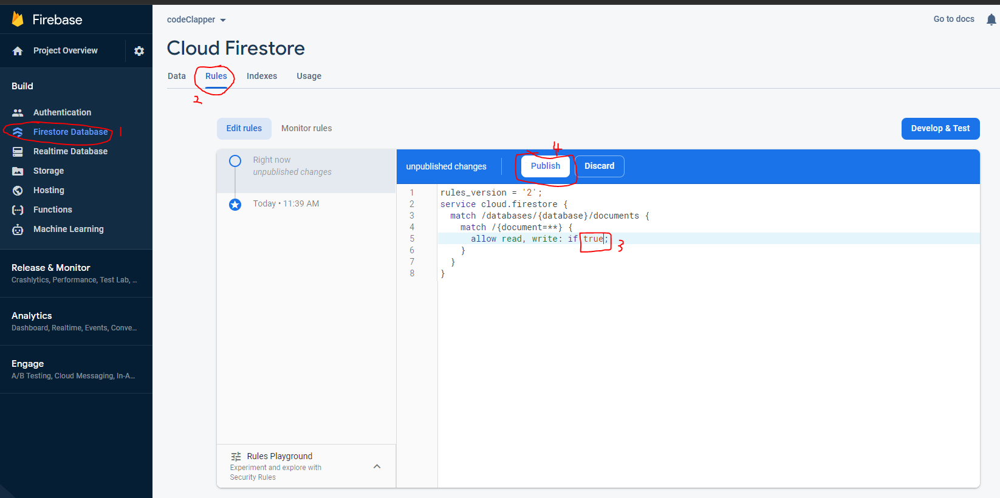 Firebase
Project Overview
Build
Authentication
Firestore Database 1
Realtime Database
Storage
Hosting
Functions
Machine Learning
Release & Monitor
Crashlytics, Performance, Test Lab, ...
Analytics
Dashboard, Realtime, Events, Conve...
Engage
A/B Testing, Cloud Messaging, In-A...
codeClapper
Go to docs
Cloud Firestore
Data Rules Indexes Usage
2
Edit rules Monitor rules
Develop & Test
Right now
unpublished changes
Today • 11:39 AM
Rules Playground
Experiment and explore with
Security Rules
4
unpublished changes Publish Discard
1 rules_version = '2';
2 service cloud.firestore {
3 match /databases/{database}/documents {
4 match /{document=**} {
5 allow read, write: if true; 3
6 }
7 }
8 }